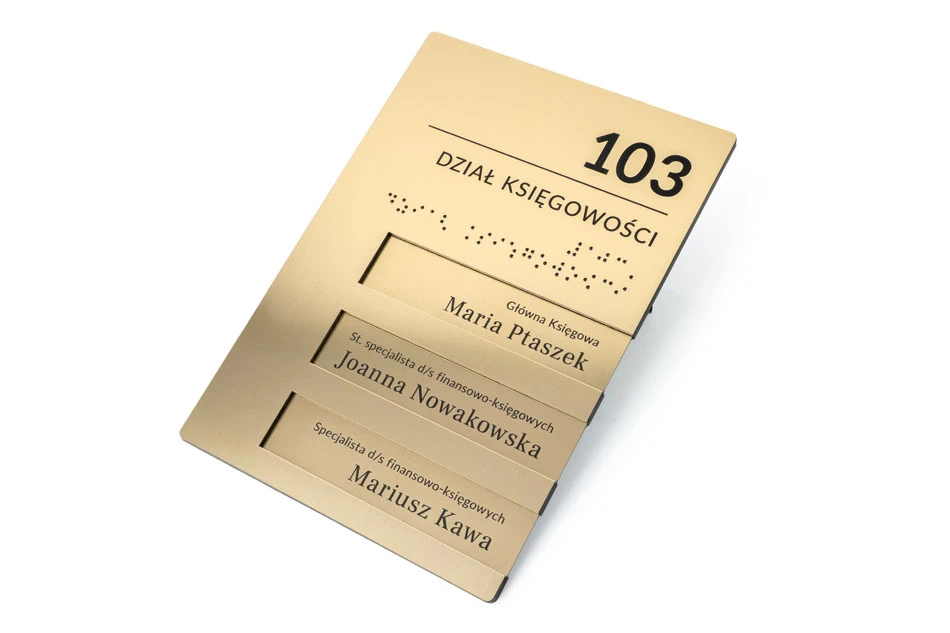 103
DZIAŁ KSIĘGOWOŚCI
Główna Księgowa
Maria Ptaszek
St. specjalista d/s finansowo-księgowych
Joanna Nowakowska
Specjalista d/s finansowo-księgowych
Mariusz Kawa